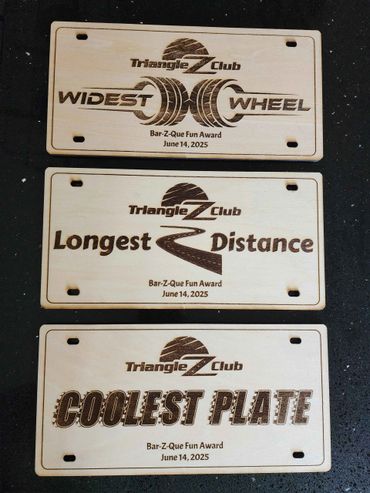 Triangle Z Club
WIDEST WHEEL
Bar-Z-Que Fun Award
June 14, 2025
Triangle Z Club
Longest Distance
Bar-Z-Que Fun Award
June 14, 2025
Triangle Z Club
COOLEST PLATE
Bar-Z-Que Fun Award
June 14, 2025